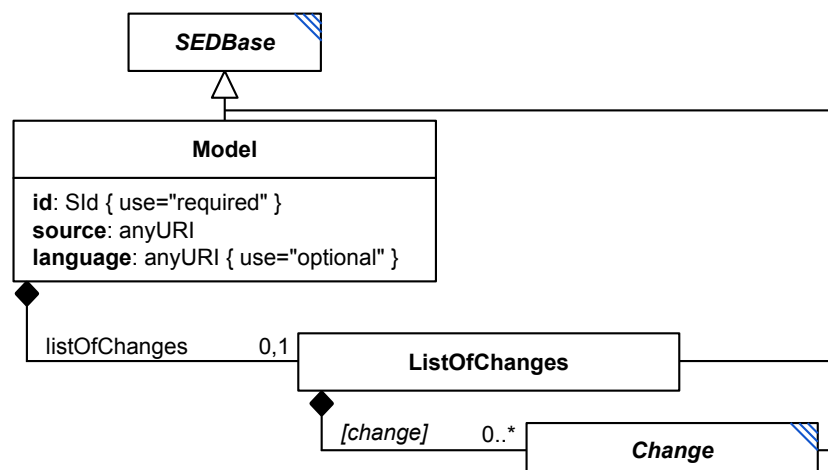 SEDBase
Model
id: SId { use="required" }
source: anyURI
language: anyURI { use="optional" }
listOfChanges 0,1
ListOfChanges
[change] 0..*
Change